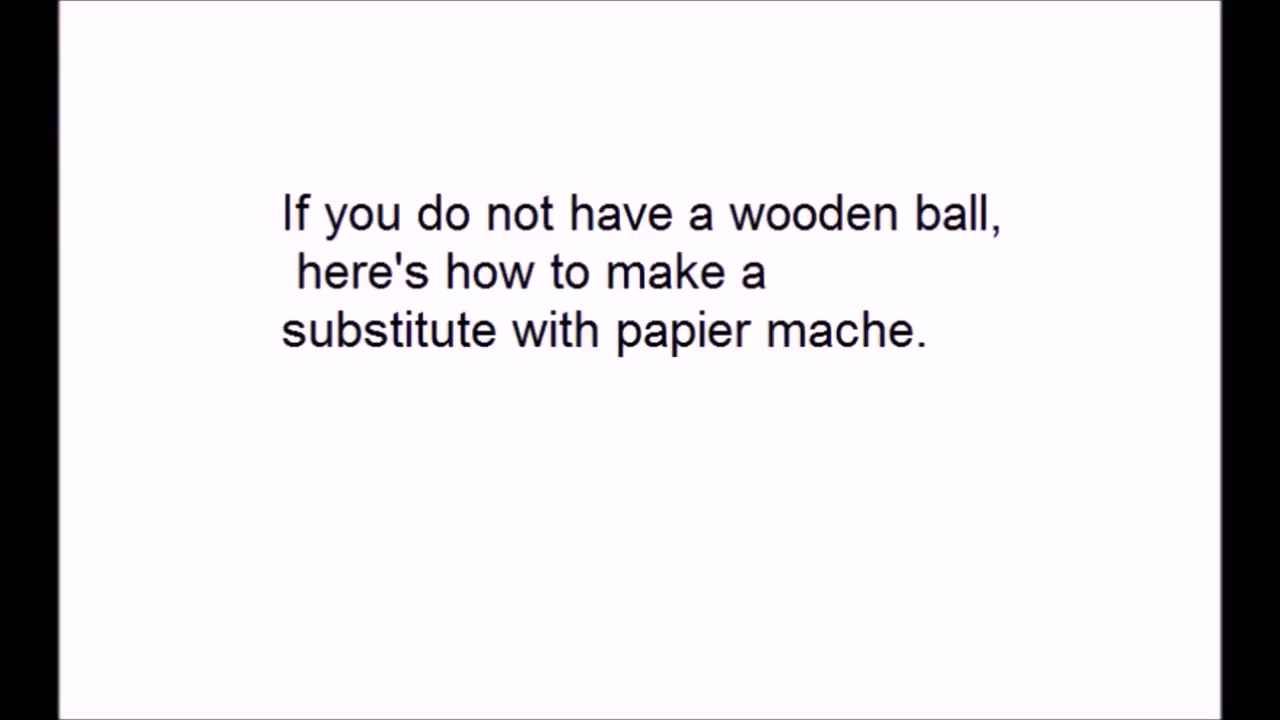 If you do not have a wooden ball,
here's how to make a
substitute with papier mache.